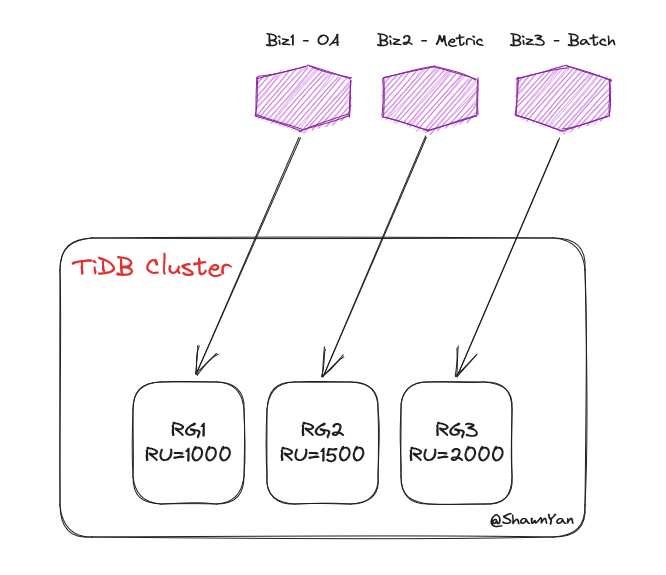 Biz1 - OA
Biz2 - Metric
Biz3 - Batch
TiDB Cluster
RG1
RU=1000
RG2
RU=1500
RG3
RU=2000
@ShawnYan